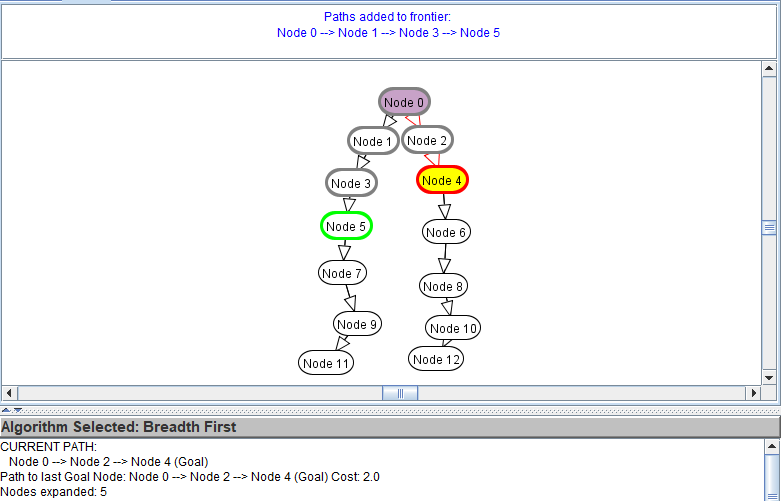 Paths added to frontier:
Node 0 --> Node 1 --> Node 3 --> Node 5
Node 0
Node 1
Node 2
Node 3
Node 4
Node 5
Node 6
Node 7
Node 8
Node 9
Node 10
Node 11
Node 12
Algorithm Selected: Breadth First
CURRENT PATH:
Node 0 --> Node 2 --> Node 4 (Goal)
Path to last Goal Node: Node 0 --> Node 2 --> Node 4 (Goal) Cost: 2.0
Nodes expanded: 5